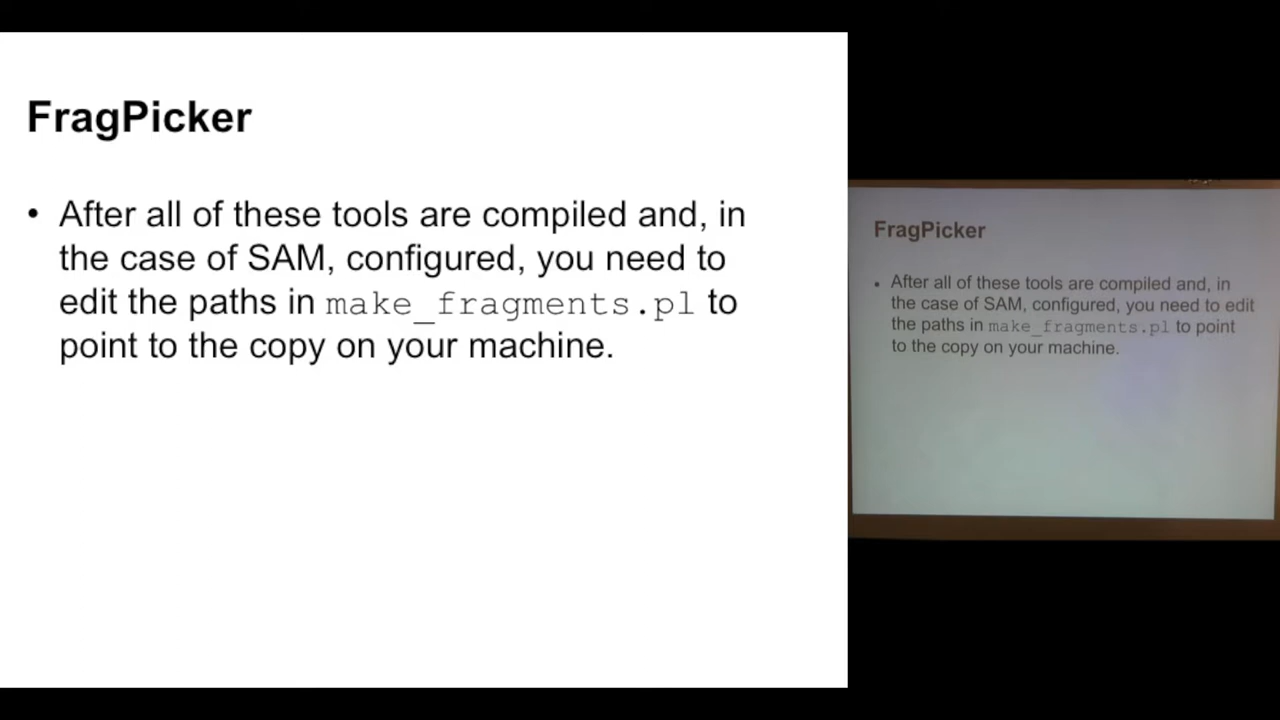 FragPicker
• After all of these tools are compiled and, in
the case of SAM, configured, you need to
edit the paths in make_fragments.pl to
point to the copy on your machine.
FragPicker
• After all of these tools are compiled and, in
the case of SAM, configured, you need to edit
the paths in make_fragments.pl to point
to the copy on your machine.